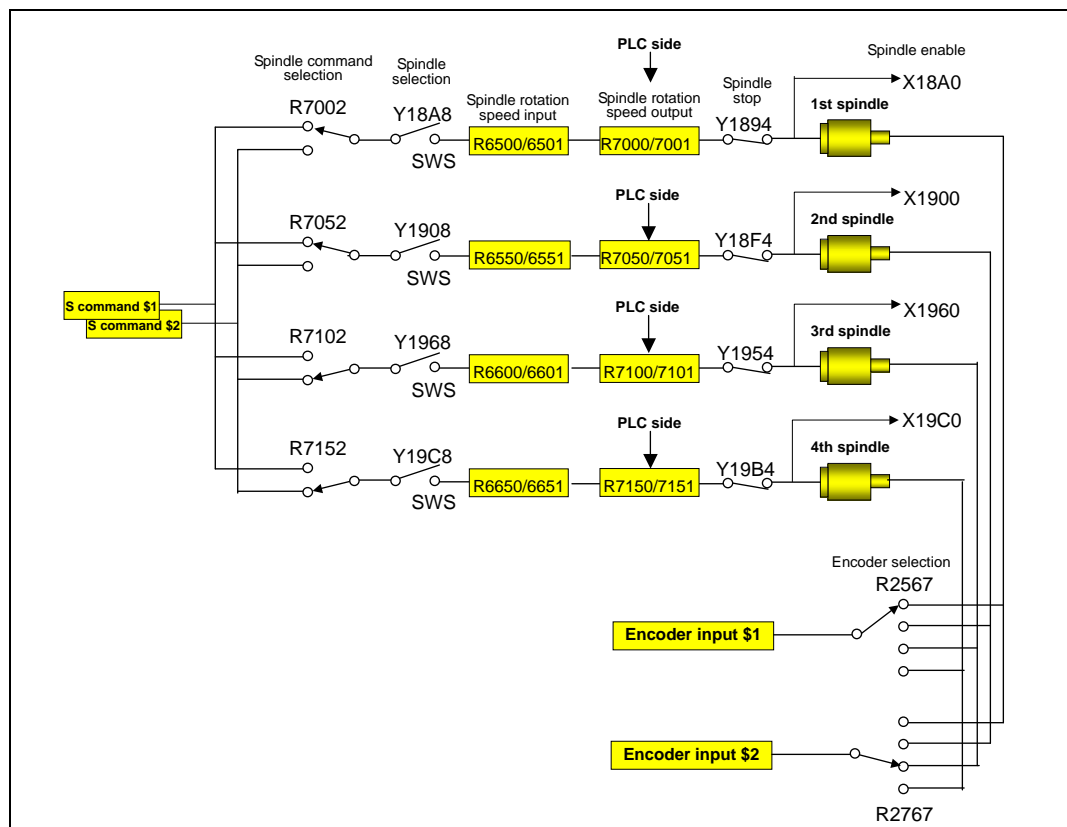 PLC side
Spindle enable
Spindle command
selection
Spindle
selection
Spindle rotation
speed input
Spindle rotation
speed output
Spindle
stop
X18A0
R7002
Y18A8
Y1894
1st spindle
R6500/6501
R7000/7001
SWS
PLC side
X1900
R7052
Y1908
Y18F4
2nd spindle
R6550/6551
R7050/7051
SWS
S command $1
S command $2
PLC side
X1960
R7102
Y1968
Y1954
3rd spindle
R6600/6601
R7100/7101
SWS
PLC side
X19C0
R7152
Y19C8
Y19B4
4th spindle
R6650/6651
R7150/7151
SWS
Encoder selection
R2567
Encoder input $1
Encoder input $2
R2767